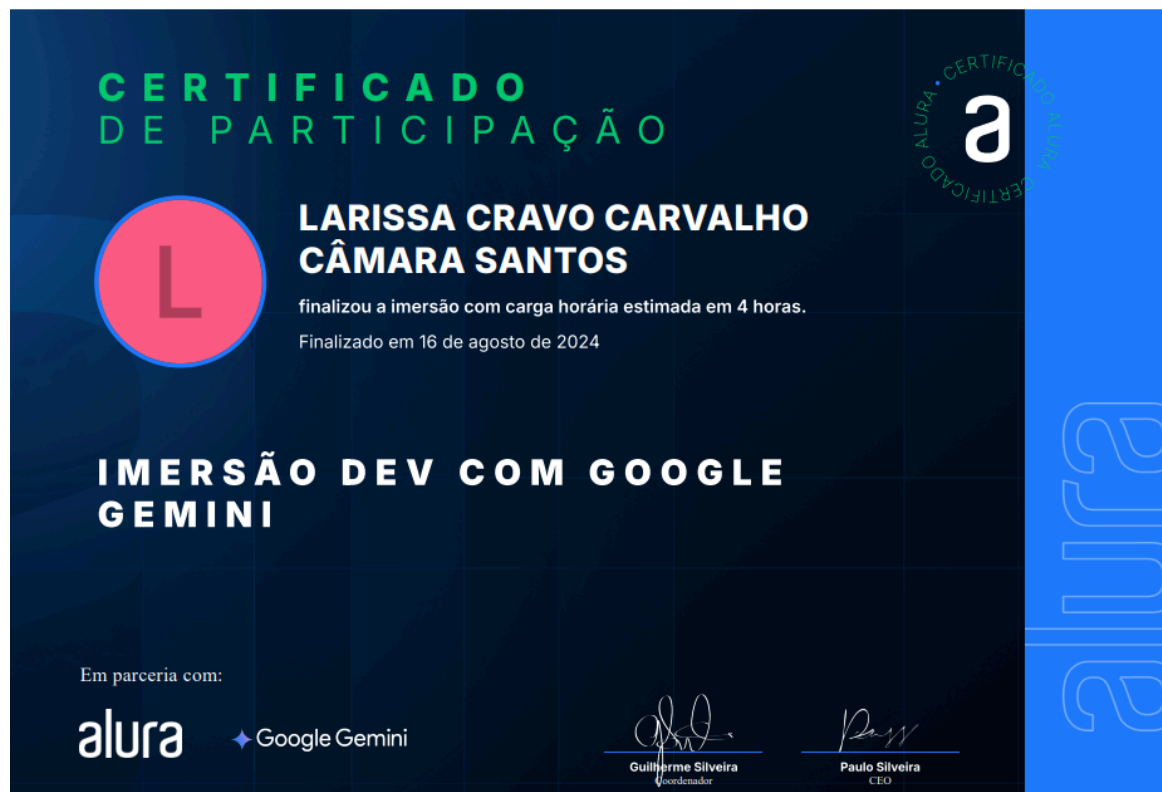 CERTIFICADO
DE PARTICIPAÇÃO
CERTIFICADO ALURA • CERTIFICADO ALURA
a
L
LARISSA CRAVO CARVALHO
CÂMARA SANTOS
finalizou a imersão com carga horária estimada em 4 horas.
Finalizado em 16 de agosto de 2024
IMERSÃO DEV COM GOOGLE
GEMINI
alura
Em parceria com:
alura
Google Gemini
Guilherme Silveira
Coordenador
Paulo Silveira
CEO